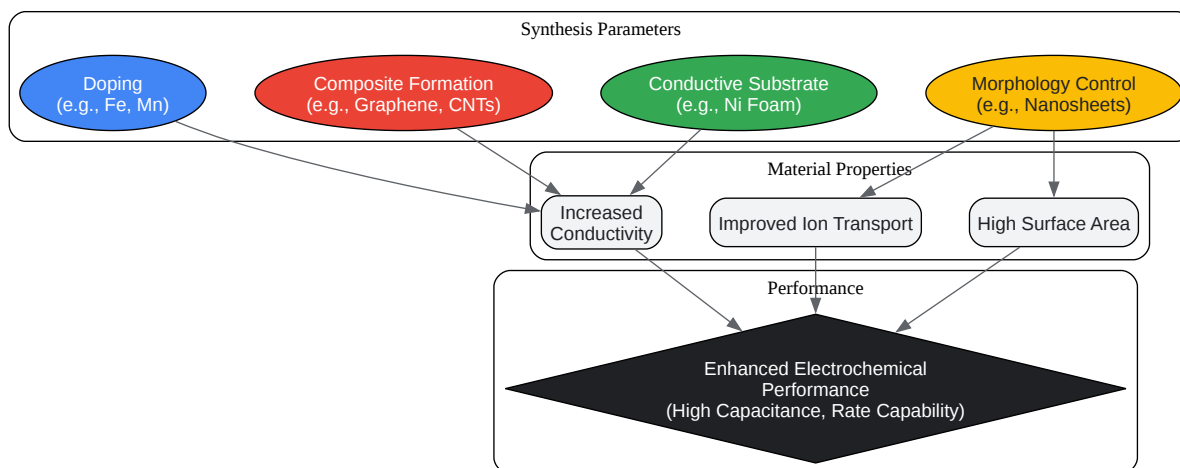 Synthesis Parameters
Doping
(e.g., Fe, Mn)
Composite Formation
(e.g., Graphene, CNTs)
Conductive Substrate
(e.g., Ni Foam)
Morphology Control
(e.g., Nanosheets)
Material Properties
Increased
Conductivity
Improved Ion Transport
High Surface Area
Performance
Enhanced Electrochemical
Performance
(High Capacitance, Rate Capability)